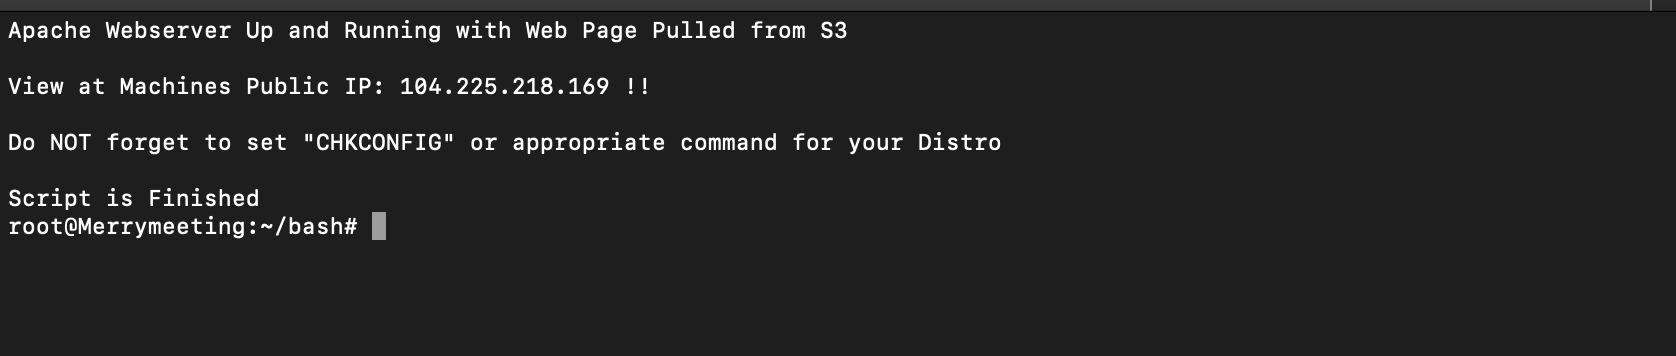 Apache Webserver Up and Running with Web Page Pulled from S3
View at Machines Public IP: 104.225.218.169 !!
Do NOT forget to set "CHKCONFIG" or appropriate command for your Distro
Script is Finished
root@Merrymeeting:~/bash#